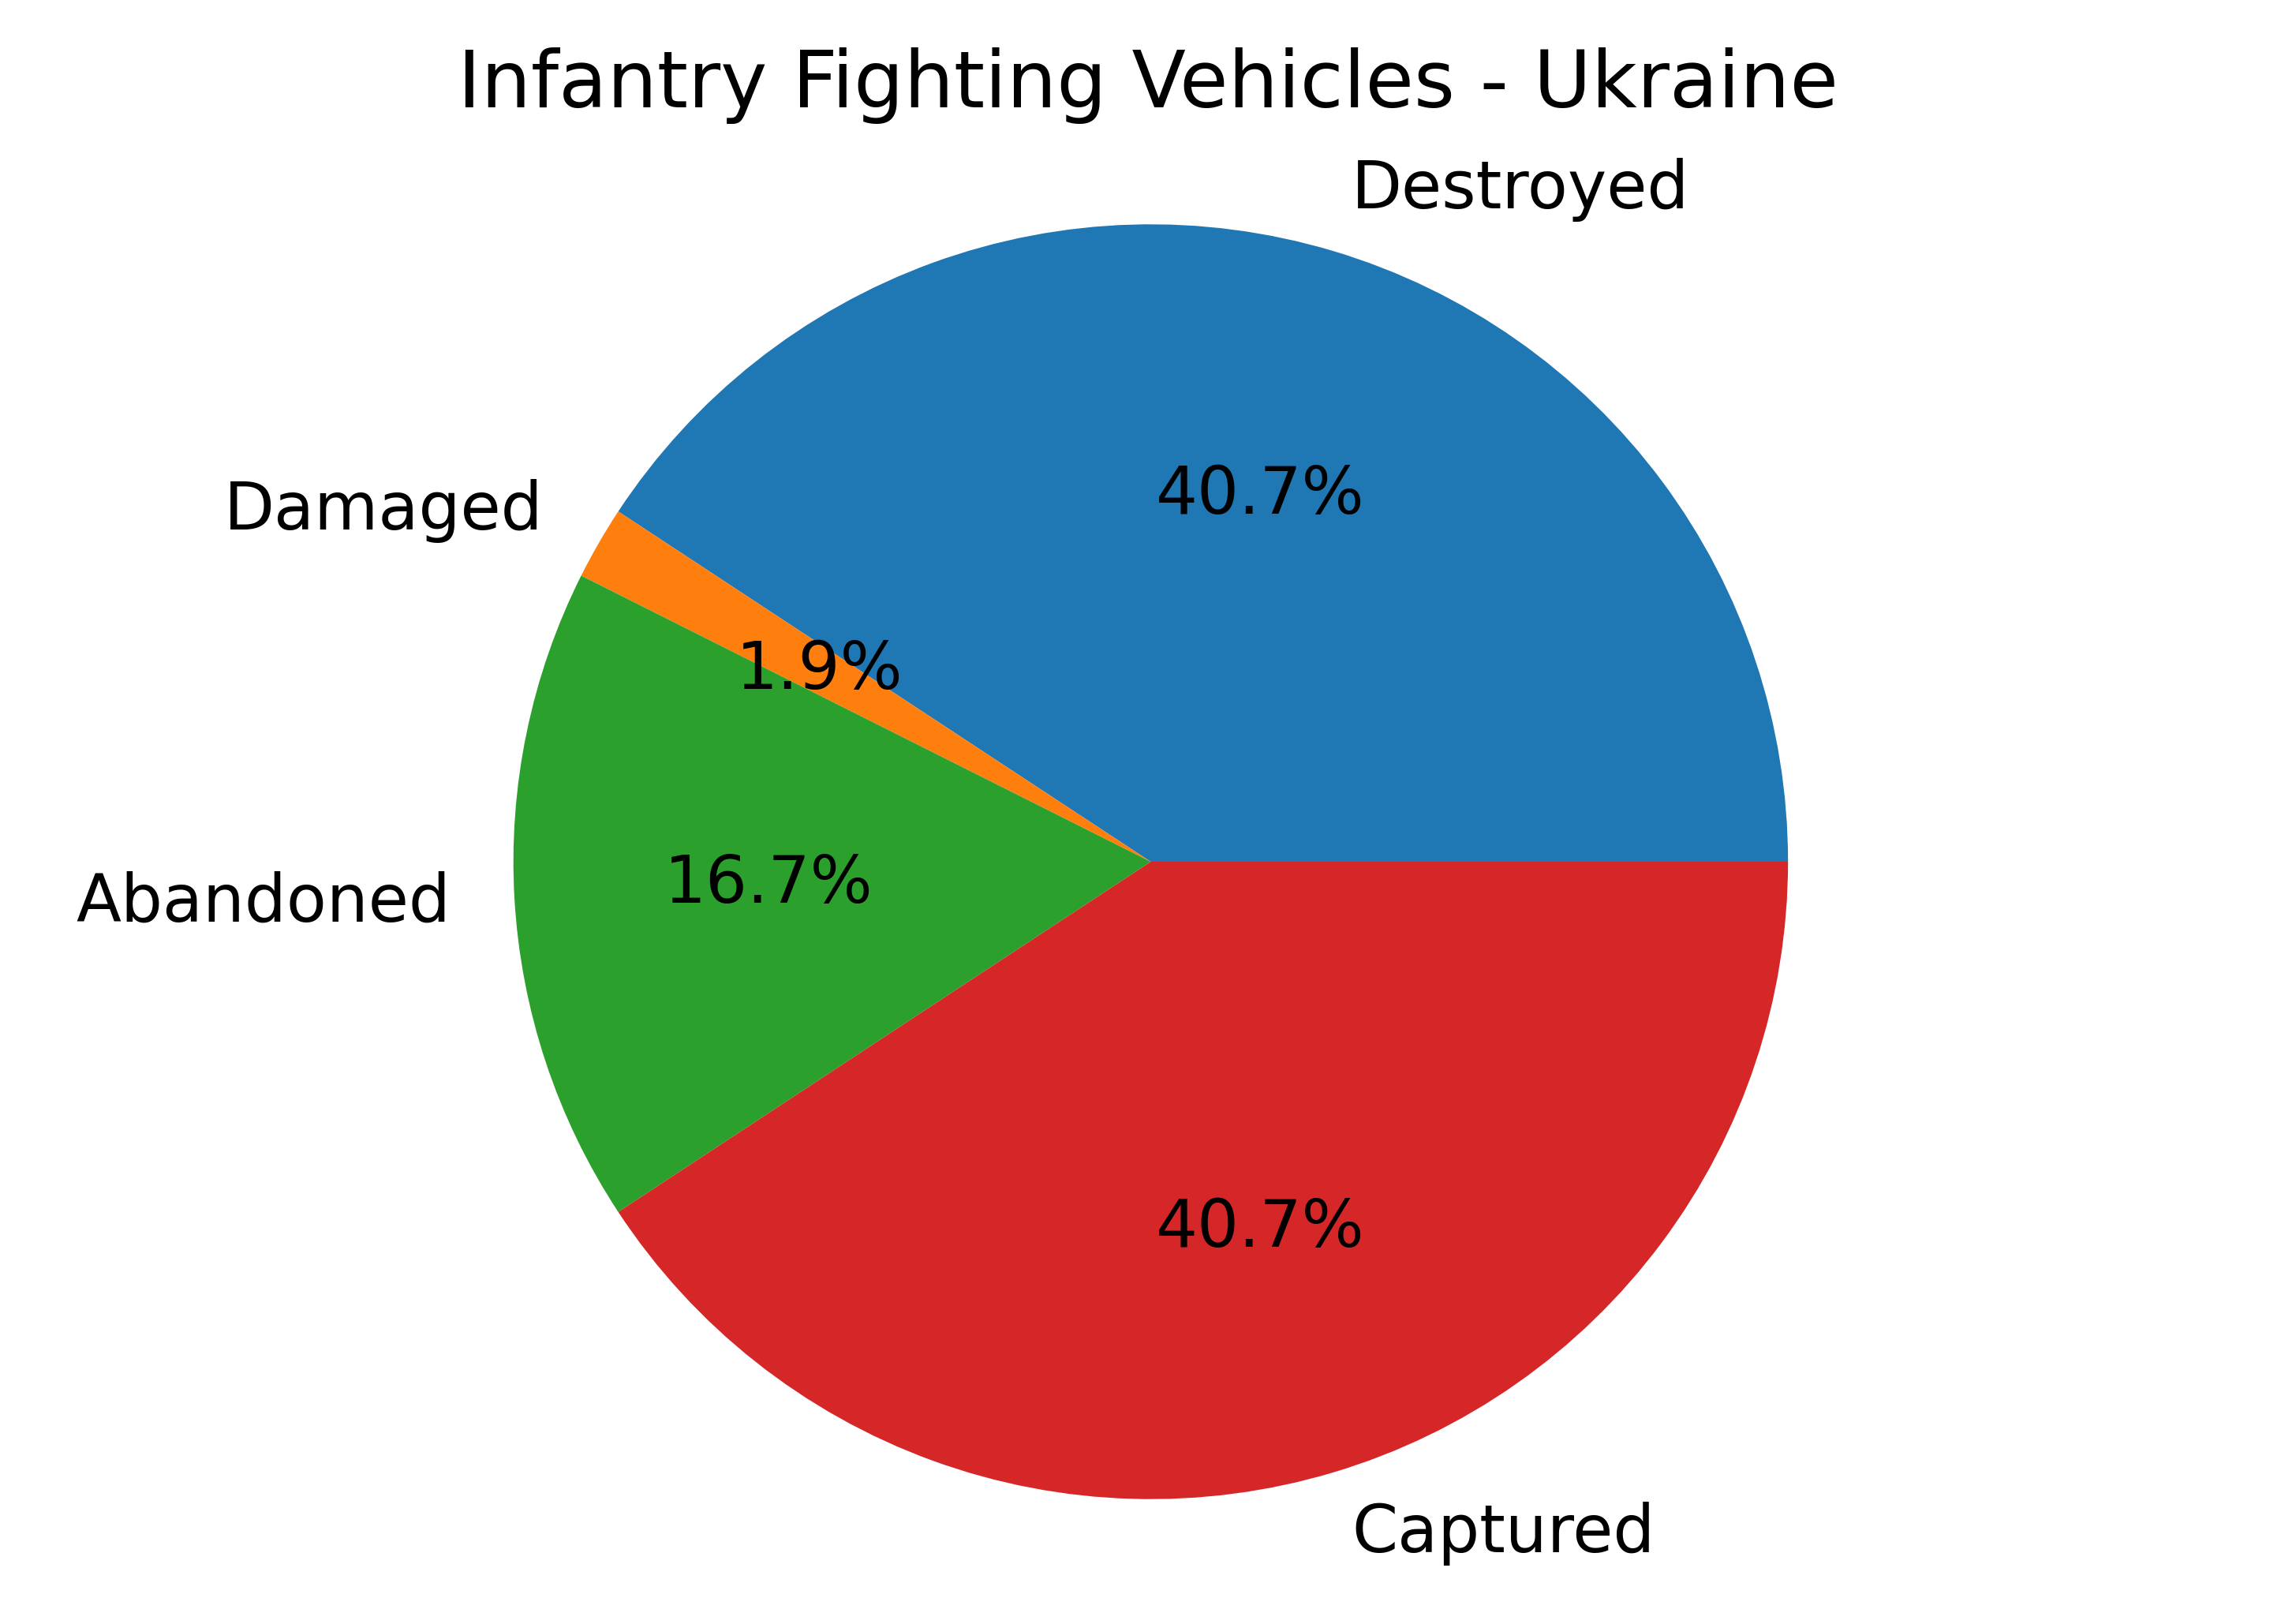 Infantry Fighting Vehicles - Ukraine
Destroyed
40.7%
Damaged
1.9%
Abandoned
16.7%
40.7%
Captured